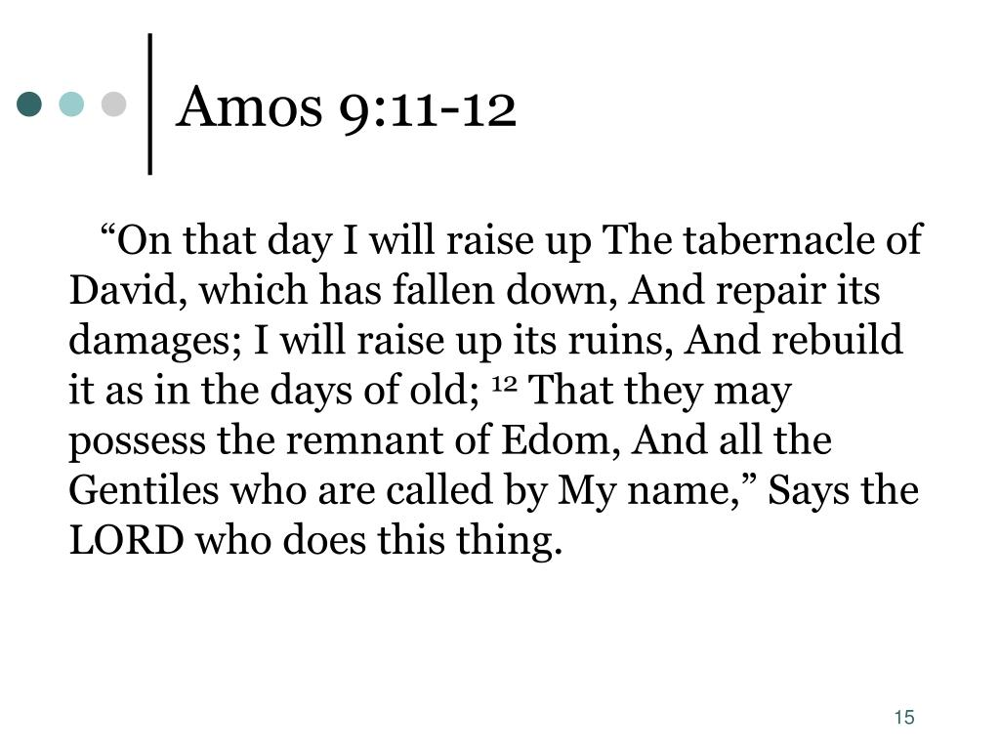 Amos 9:11-12
“On that day I will raise up The tabernacle of
David, which has fallen down, And repair its
damages; I will raise up its ruins, And rebuild
it as in the days of old; 12 That they may
possess the remnant of Edom, And all the
Gentiles who are called by My name,” Says the
LORD who does this thing.
15